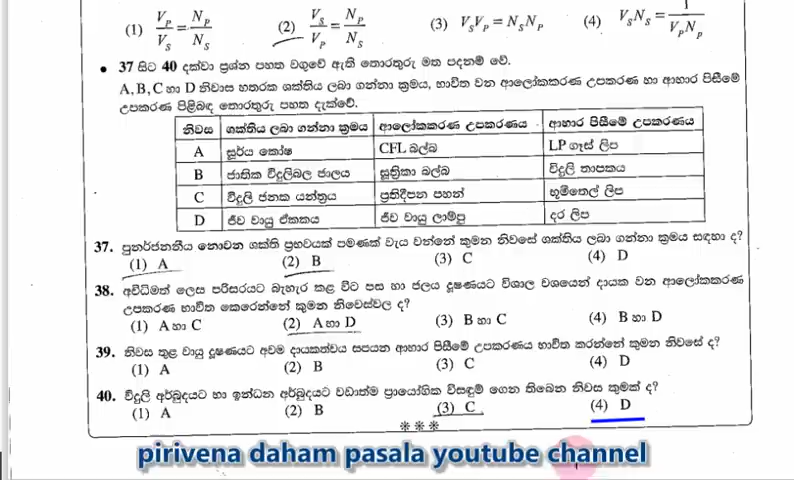 (1) V_P/V_S = N_P/N_S (2) V_S/V_P = N_P/N_S (3) V_S V_P = N_S N_P (4) V_S N_S = 1/V_P N_P
• 37 සිට 40 දක්වා ප්‍රශ්න පහත වගුවේ ඇති තොරතුරු මත පදනම් වේ.
A, B, C හා D නිවාස හතරක ශක්තිය ලබා ගන්නා ක්‍රමය, භාවිත වන ආලෝකකරණ උපකරණ හා ආහාර පිසීමේ
උපකරණ පිළිබඳ තොරතුරු පහත දැක්වේ.
නිවස ශක්තිය ලබා ගන්නා ක්‍රමය ආලෝකකරණ උපකරණය ආහාර පිසීමේ උපකරණය
A සූර්ය කෝෂ CFL බල්බ LP ගෑස් ලිප
B ජාතික විදුලිබල ජාලය සූත්‍රිකා බල්බ විදුලි තාපකය
C විදුලි ජනක යන්ත්‍රය ප්‍රතිදීපන පහන් භූමිතෙල් ලිප
D ජීව වායු ඒකකය ජීව වායු ලාම්පු දර ලිප
37. පුනර්ජනනීය නොවන ශක්ති ප්‍රභවයක් පමණක් වැය වන්නේ කුමන නිවසේ ශක්තිය ලබා ගන්නා ක්‍රමය සඳහා ද?
(1) A (2) B (3) C (4) D
38. අවිධිමත් ලෙස පරිසරයට බැහැර කළ විට පස හා ජලය දූෂණයට විශාල වශයෙන් දායක වන ආලෝකකරණ
උපකරණ භාවිත කෙරෙන්නේ කුමන නිවෙස්වල ද?
(1) A හා C (2) A හා D (3) B හා C (4) B හා D
39. නිවස තුළ වායු දූෂණයට අවම දායකත්වය සපයන ආහාර පිසීමේ උපකරණය භාවිත කරන්නේ කුමන නිවසේ ද?
(1) A (2) B (3) C (4) D
40. විදුලි අර්බුදයට හා ඉන්ධන අර්බුදයට වඩාත්ම ප්‍රායෝගික විසඳුම් ගෙන තිබෙන නිවස කුමක් ද?
(1) A (2) B (3) C (4) D
***
pirivena daham pasala youtube channel